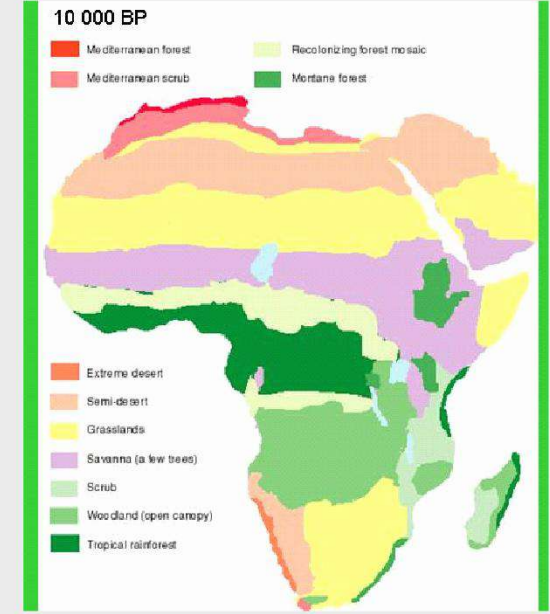 10 000 BP
Mediterranean forest
Recolonizing forest mosaic
Mediterranean scrub
Montane forest
Extreme desert
Semi-desert
Grasslands
Savanna (a few trees)
Scrub
Woodland (open canopy)
Tropical rainforest